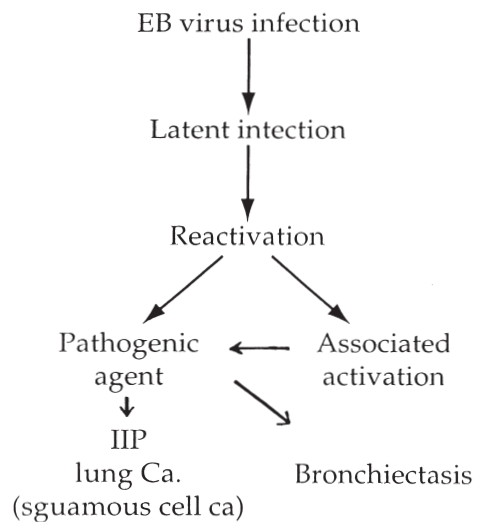 EB virus infection
Latent intection
Reactivation
Pathogenic
agent
Associated
activation
IIP
lung Ca.
(sguamous cell ca)
Bronchiectasis